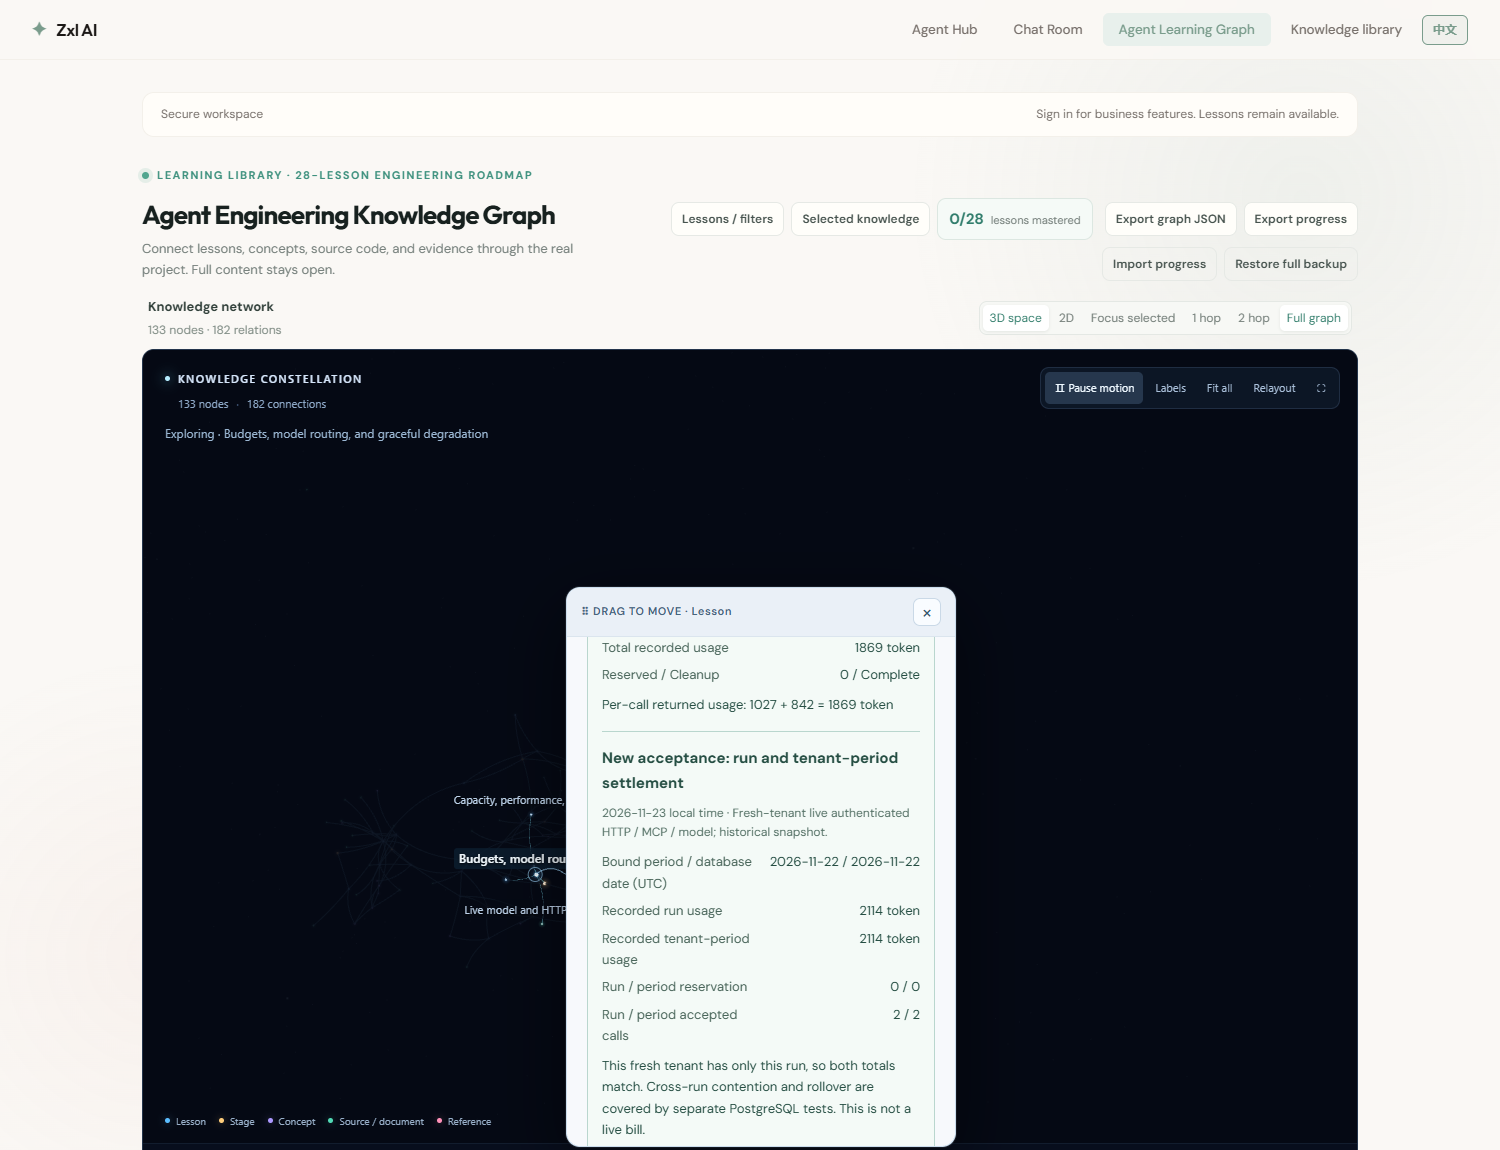 Zxl AI
Agent Hub
Chat Room
Agent Learning Graph
Knowledge library
中文
Secure workspace
Sign in for business features. Lessons remain available.
LEARNING LIBRARY · 28-LESSON ENGINEERING ROADMAP
Agent Engineering Knowledge Graph
Connect lessons, concepts, source code, and evidence through the real
project. Full content stays open.
Lessons / filters
Selected knowledge
0/28 lessons mastered
Export graph JSON
Export progress
Import progress
Restore full backup
Knowledge network
133 nodes · 182 relations
3D space
2D
Focus selected
1 hop
2 hop
Full graph
KNOWLEDGE CONSTELLATION
133 nodes · 182 connections
Exploring · Budgets, model routing, and graceful degradation
Pause motion
Labels
Fit all
Relayout
DRAG TO MOVE · Lesson
×
Total recorded usage 1869 token
Reserved / Cleanup 0 / Complete
Per-call returned usage: 1027 + 842 = 1869 token
New acceptance: run and tenant-period
settlement
2026-11-23 local time · Fresh-tenant live authenticated
HTTP / MCP / model; historical snapshot.
Bound period / database 2026-11-22 / 2026-11-22
date (UTC)
Recorded run usage 2114 token
Recorded tenant-period 2114 token
usage
Run / period reservation 0 / 0
Run / period accepted 2 / 2
calls
This fresh tenant has only this run, so both totals
match. Cross-run contention and rollover are
covered by separate PostgreSQL tests. This is not a
live bill.
Capacity, performance,
Budgets, model rou
Live model and HTTP
Lesson
Stage
Concept
Source / document
Reference